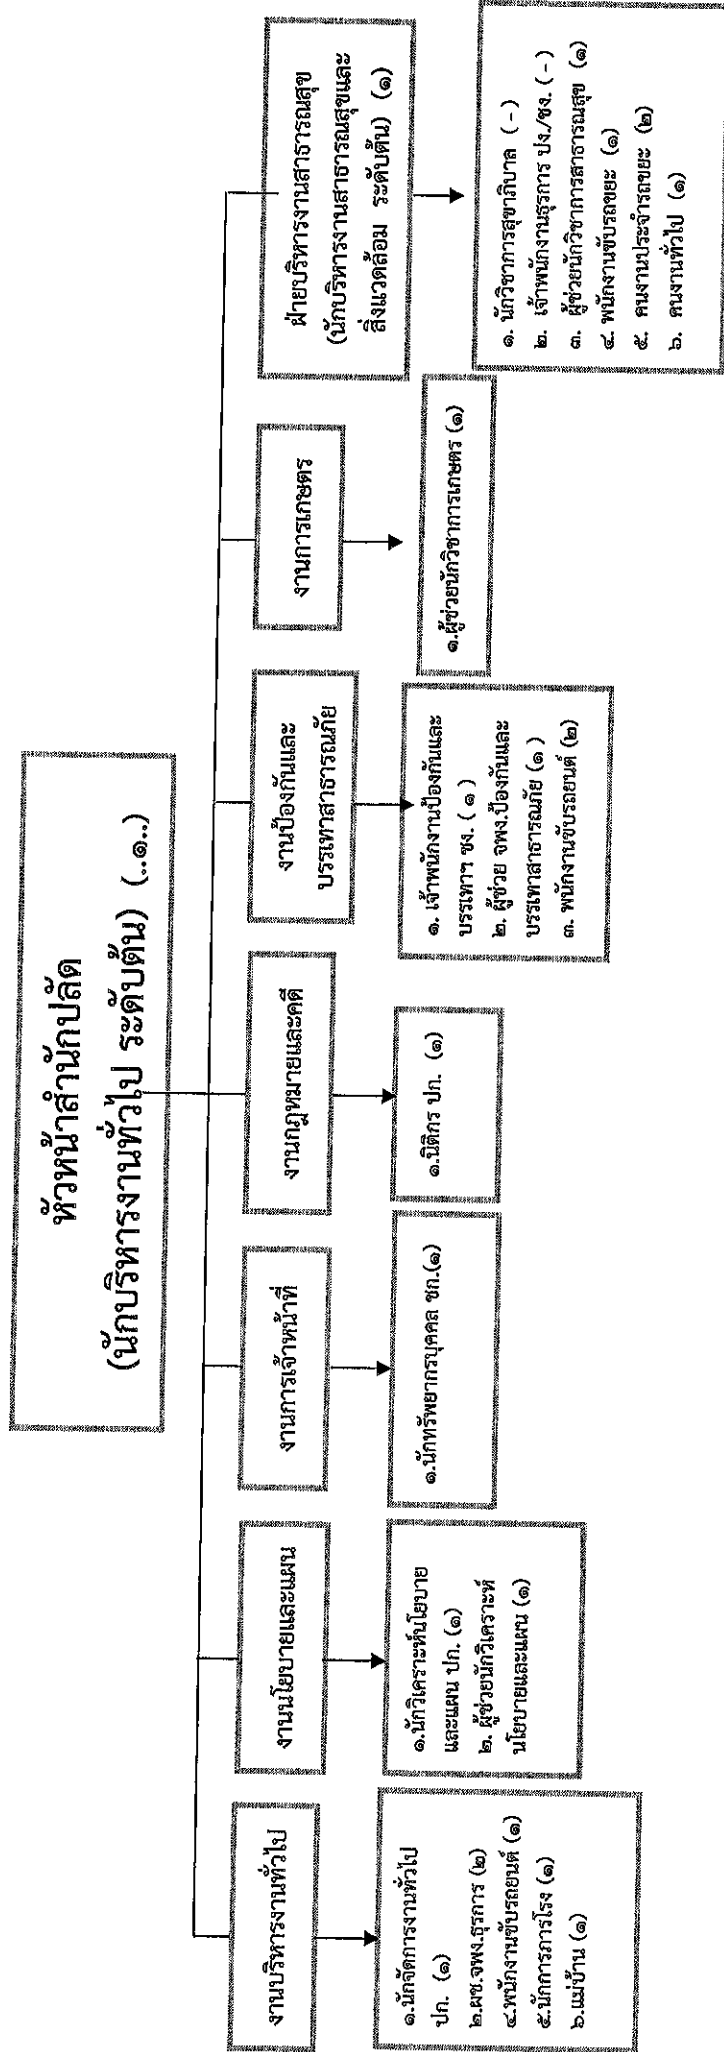 หัวหน้าสำนักปลัด
(นักบริหารงานทั่วไป ระดับต้น) (..๑..)
งานบริหารงานทั่วไป
๑.นักจัดการงานทั่วไป
ปก. (๑)
๒.ผช.จพง.ธุรการ (๒)
๔.พนักงานขับรถยนต์ (๑)
๕.นักการภารโรง (๑)
๖.แม่บ้าน (๑)
งานนโยบายและแผน
๑.นักวิเคราะห์นโยบาย
และแผน ปก. (๑)
๒. ผู้ช่วยนักวิเคราะห์
นโยบายและแผน (๑)
งานการเจ้าหน้าที่
๑.นักทรัพยากรบุคคล ชก.(๑)
งานกฎหมายและคดี
๑.นิติกร ปก. (๑)
งานป้องกันและ
บรรเทาสาธารณภัย
๑. เจ้าพนักงานป้องกันและ
บรรเทาฯ ชง. ( ๑ )
๒. ผู้ช่วย จพง.ป้องกันและ
บรรเทาสาธารณภัย (๑ )
๓. พนักงานขับรถยนต์ (๒)
งานการเกษตร
๑.ผู้ช่วยนักวิชาการเกษตร (๑)
ฝ่ายบริหารงานสาธารณสุข
(นักบริหารงานสาธารณสุขและ
สิ่งแวดล้อม ระดับต้น) (๑)
๑. นักวิชาการสุขาภิบาล ( - )
๒. เจ้าพนักงานธุรการ ปง./ชง. ( - )
๓. ผู้ช่วยนักวิชาการสาธารณสุข (๑)
๔. พนักงานขับรถขยะ (๑)
๕. คนงานประจำรถขยะ (๒)
๖. คนงานทั่วไป (๑)